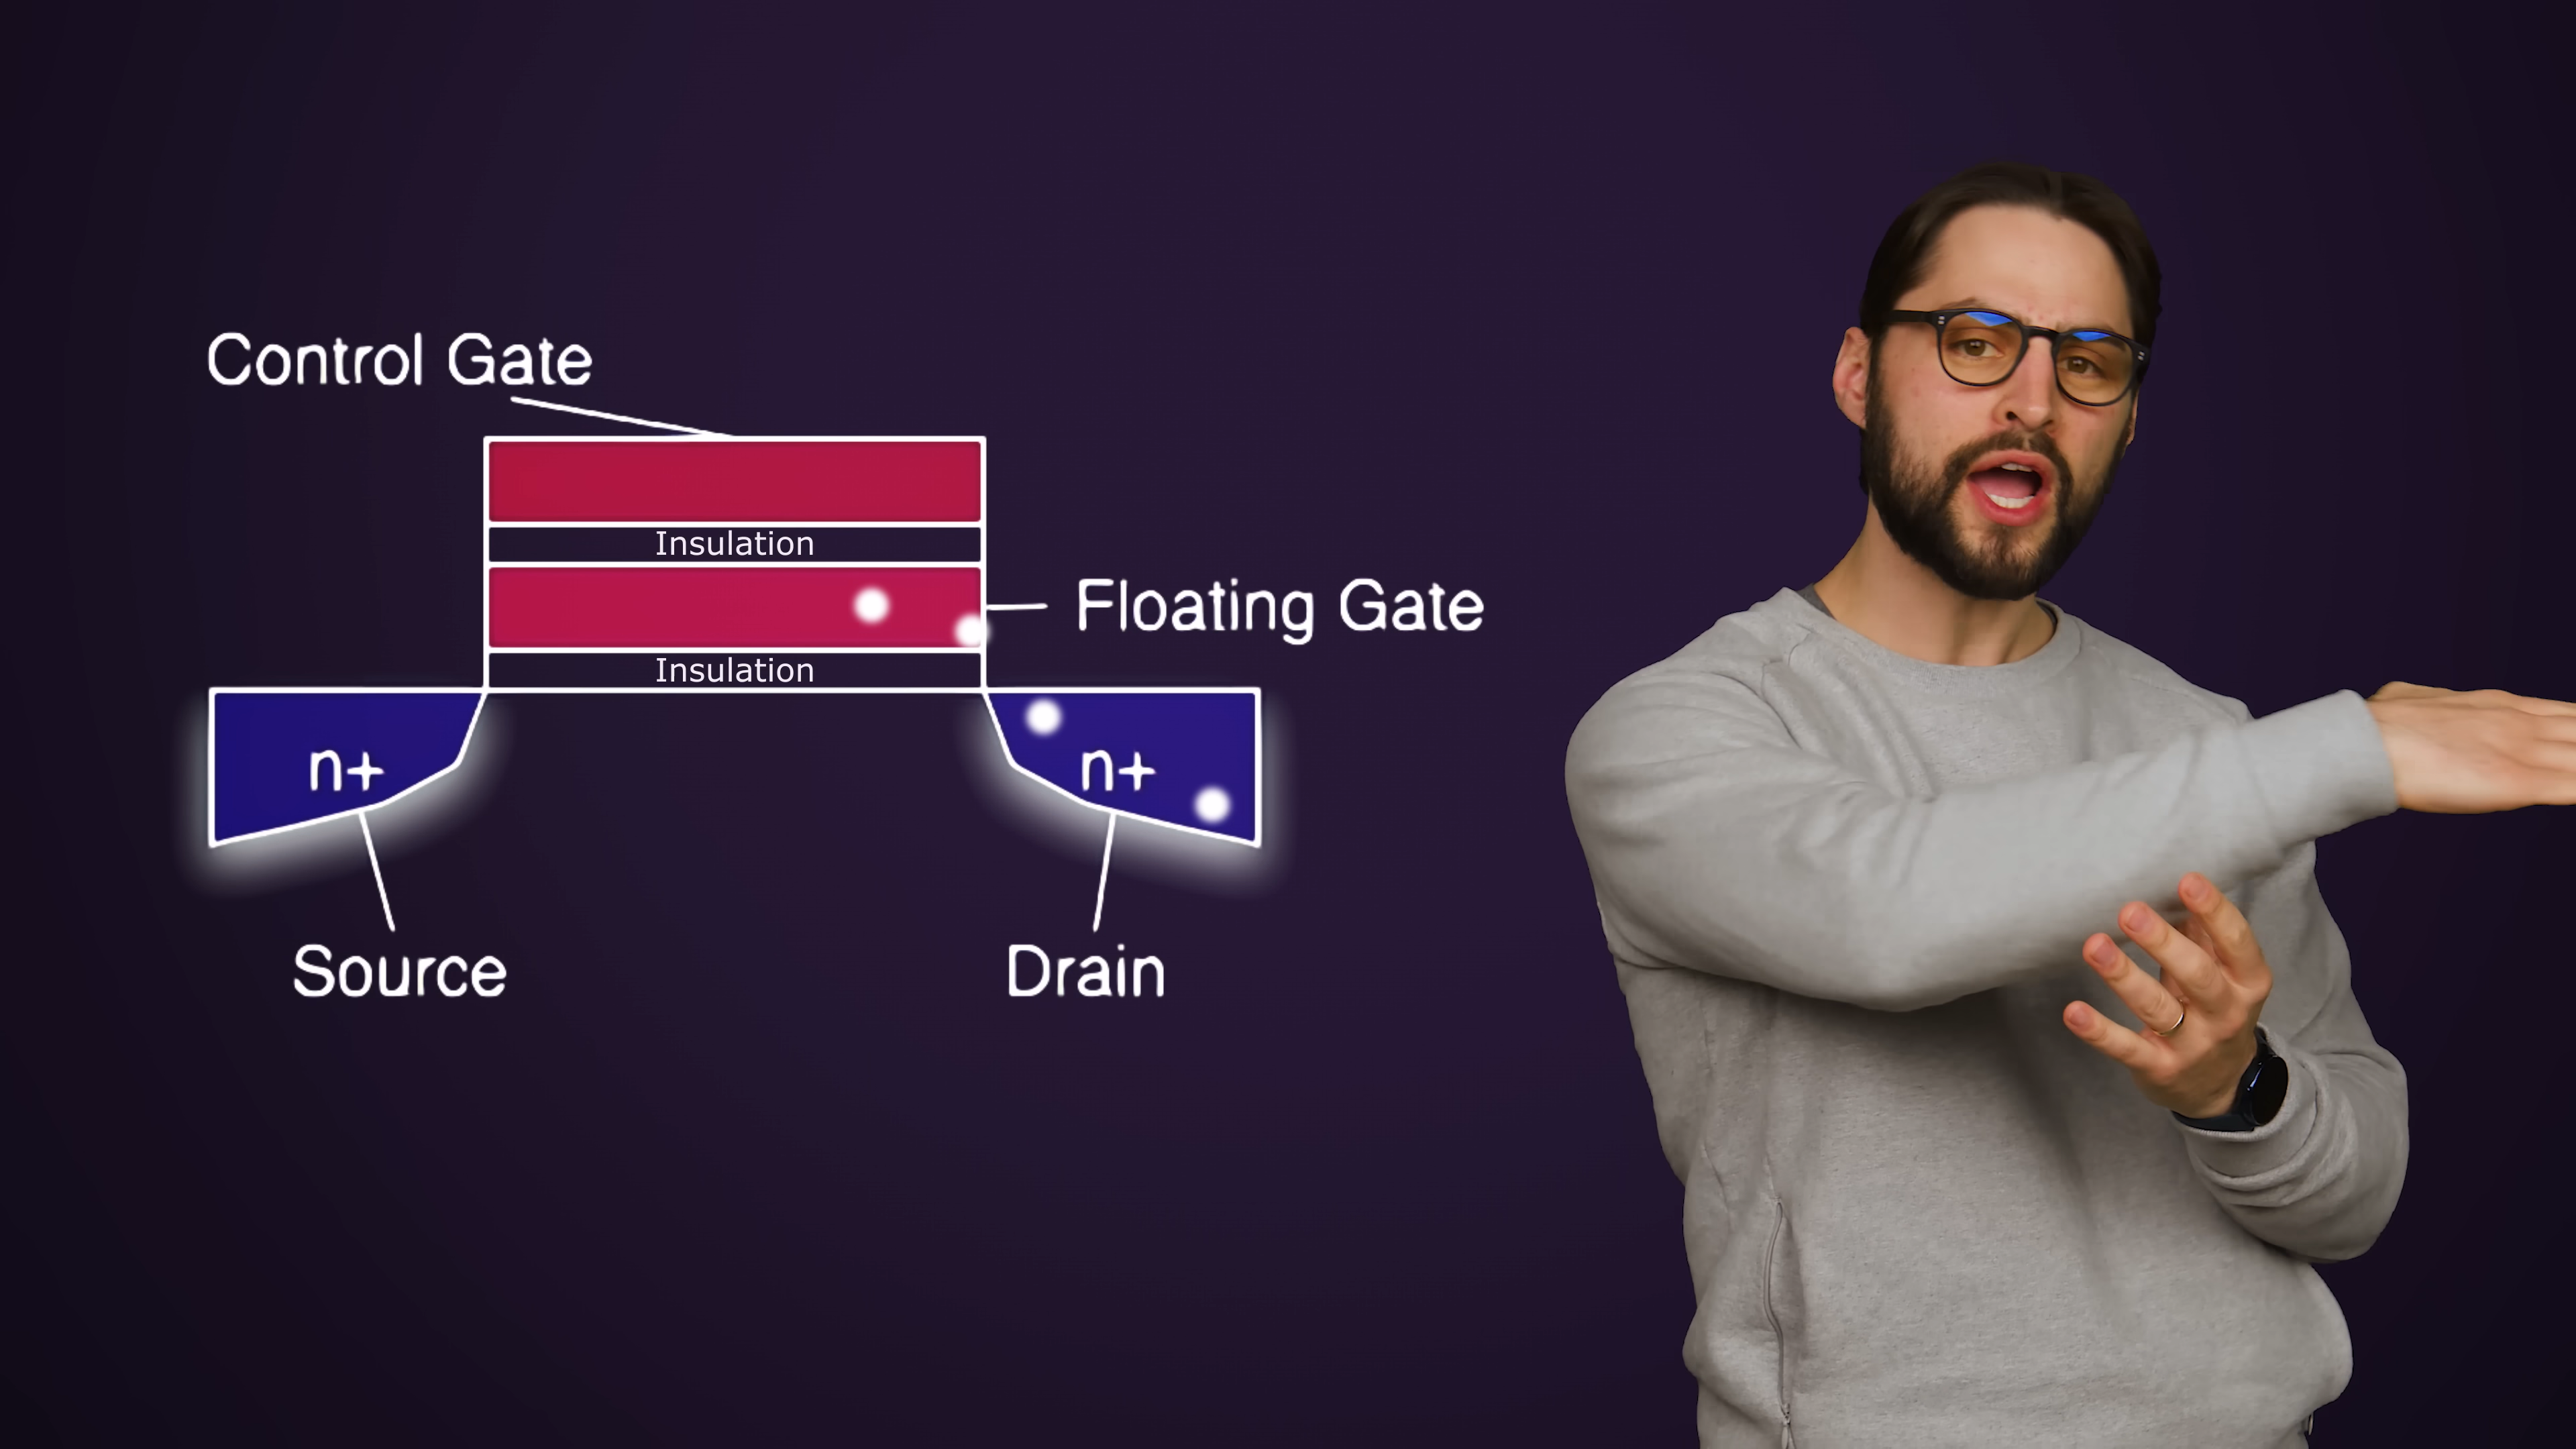 Control Gate
Insulation
Floating Gate
Insulation
n+
n+
Source
Drain